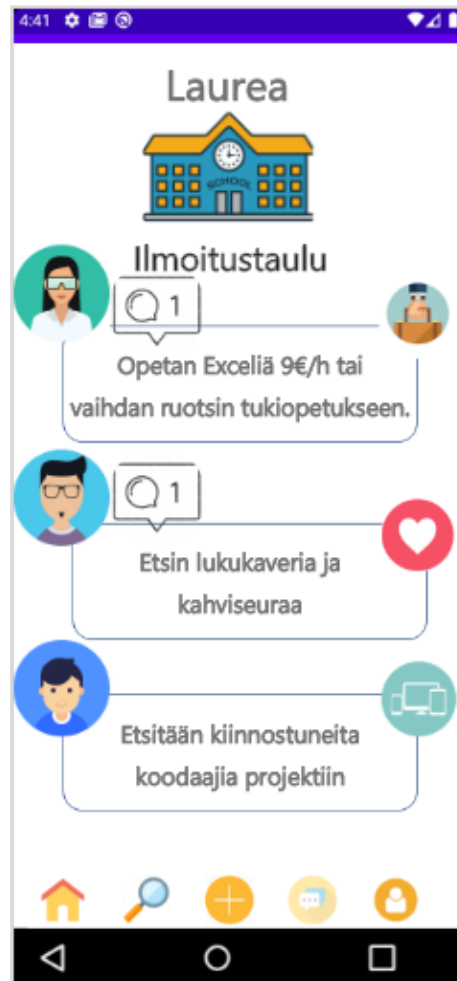 4:41
Laurea
SCHOOL
Ilmoitustaulu
1
Opetan Exceliä 9€/h tai
vaihdan ruotsin tukiopetukseen.
1
Etsin lukukaveria ja
kahviseuraa
Etsitään kiinnostuneita
koodaajia projektiin